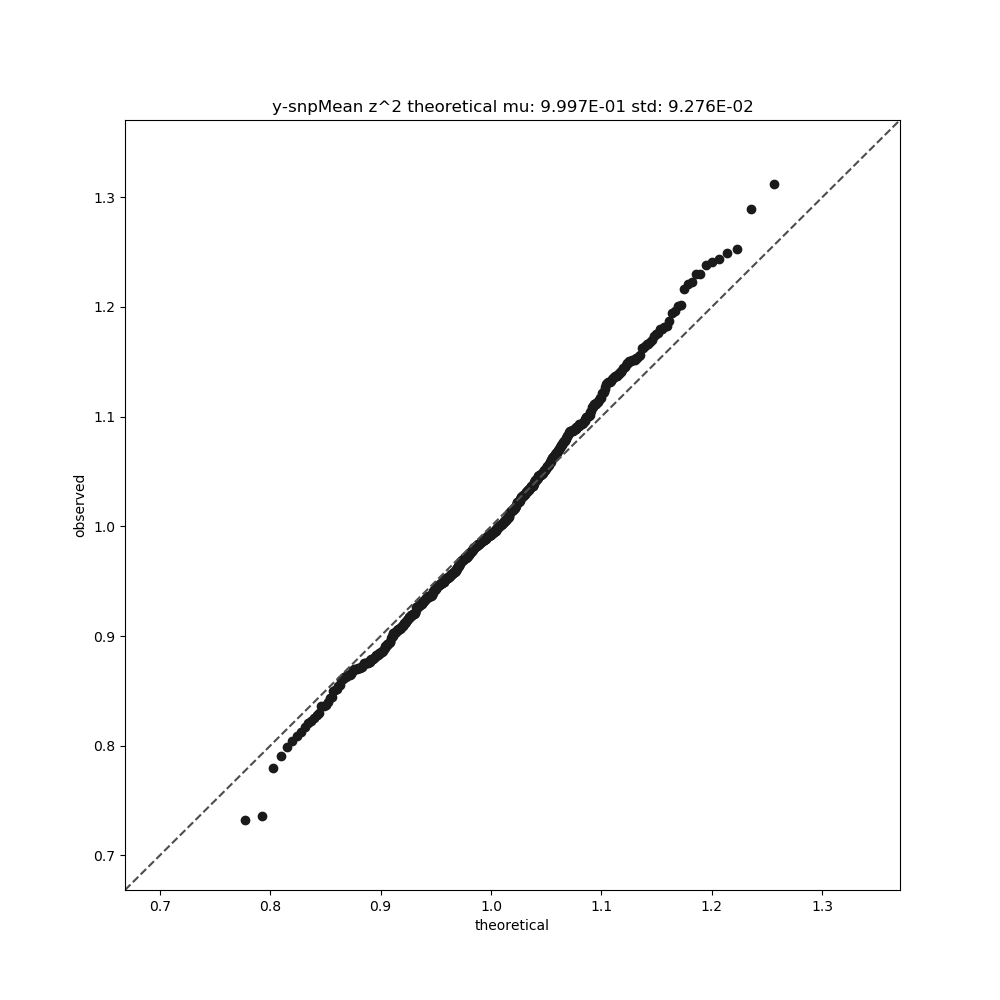 y-snpMean z^2 theoretical mu: 9.997E-01 std: 9.276E-02
1.3
1.2
1.1
1.0
0.9
0.8
0.7
observed
0.7 0.8 0.9 1.0 1.1 1.2 1.3
theoretical